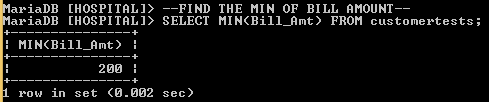 MariaDB [HOSPITAL]> --FIND THE MIN OF BILL AMOUNT--
MariaDB [HOSPITAL]> SELECT MIN(Bill_Amt) FROM customertests;
+---------------+
| MIN(Bill_Amt) |
+---------------+
|           200 |
+---------------+
1 row in set (0.002 sec)